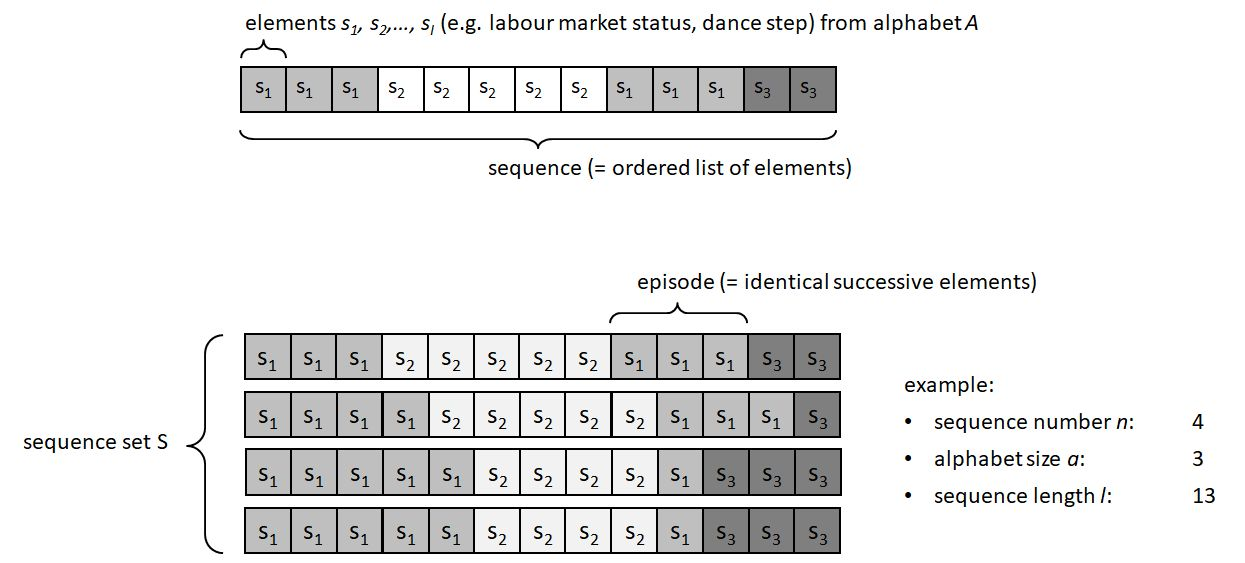 elements s₁, s₂,…, sₗ (e.g. labour market status, dance step) from alphabet A
s₁ s₁ s₁ s₂ s₂ s₂ s₂ s₂ s₁ s₁ s₁ s₃ s₃
sequence (= ordered list of elements)
episode (= identical successive elements)
s₁ s₁ s₁ s₂ s₂ s₂ s₂ s₂ s₁ s₁ s₁ s₃ s₃
s₁ s₁ s₁ s₁ s₂ s₂ s₂ s₂ s₂ s₁ s₁ s₁ s₃
s₁ s₁ s₁ s₁ s₁ s₂ s₂ s₂ s₂ s₁ s₃ s₃ s₃
s₁ s₁ s₁ s₁ s₁ s₂ s₂ s₂ s₂ s₁ s₃ s₃ s₃
sequence set S
example:
• sequence number n: 4
• alphabet size a: 3
• sequence length l: 13